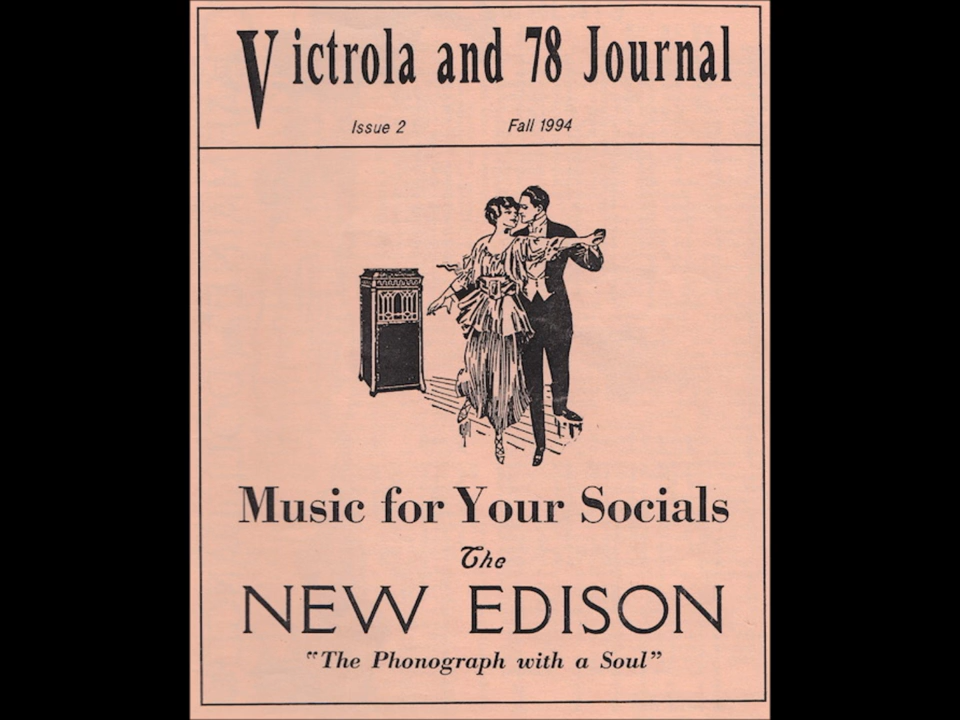 Victrola and 78 Journal
Issue 2 Fall 1994
Music for Your Socials
The
NEW EDISON
"The Phonograph with a Soul"